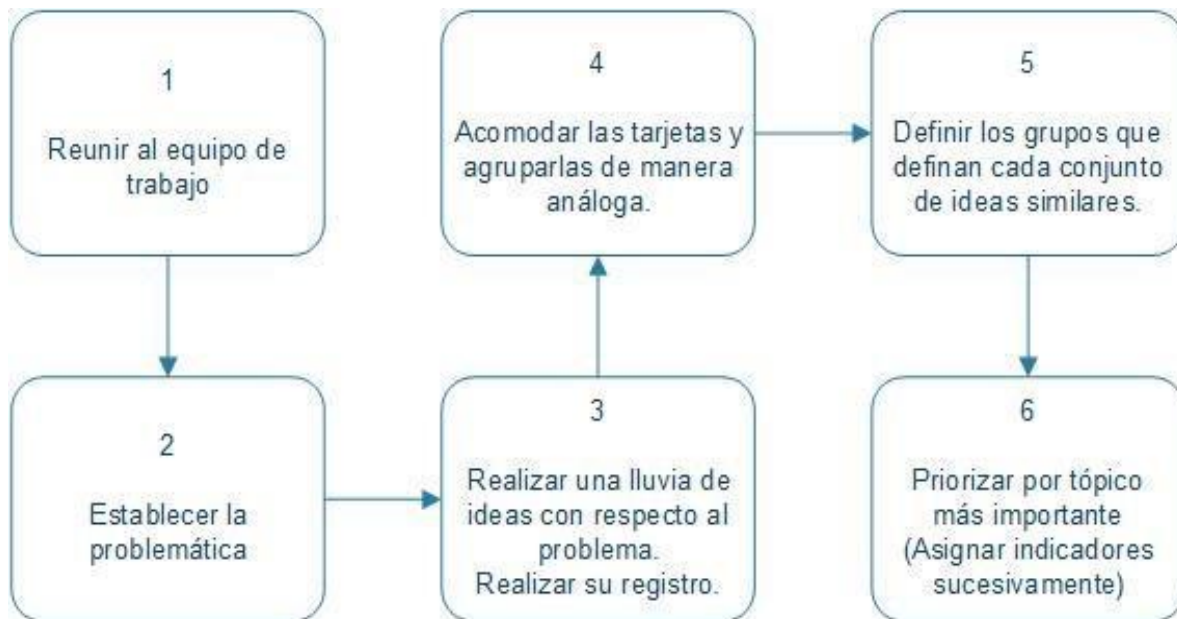 1
Reunir al equipo de
trabajo
2
Establecer la
problemática
3
Realizar una lluvia de
ideas con respecto al
problema.
Realizar su registro.
4
Acomodar las tarjetas y
agruparlas de manera
análoga.
5
Definir los grupos que
definan cada conjunto
de ideas similares.
6
Priorizar por tópico
más importante
(Asignar indicadores
sucesivamente)